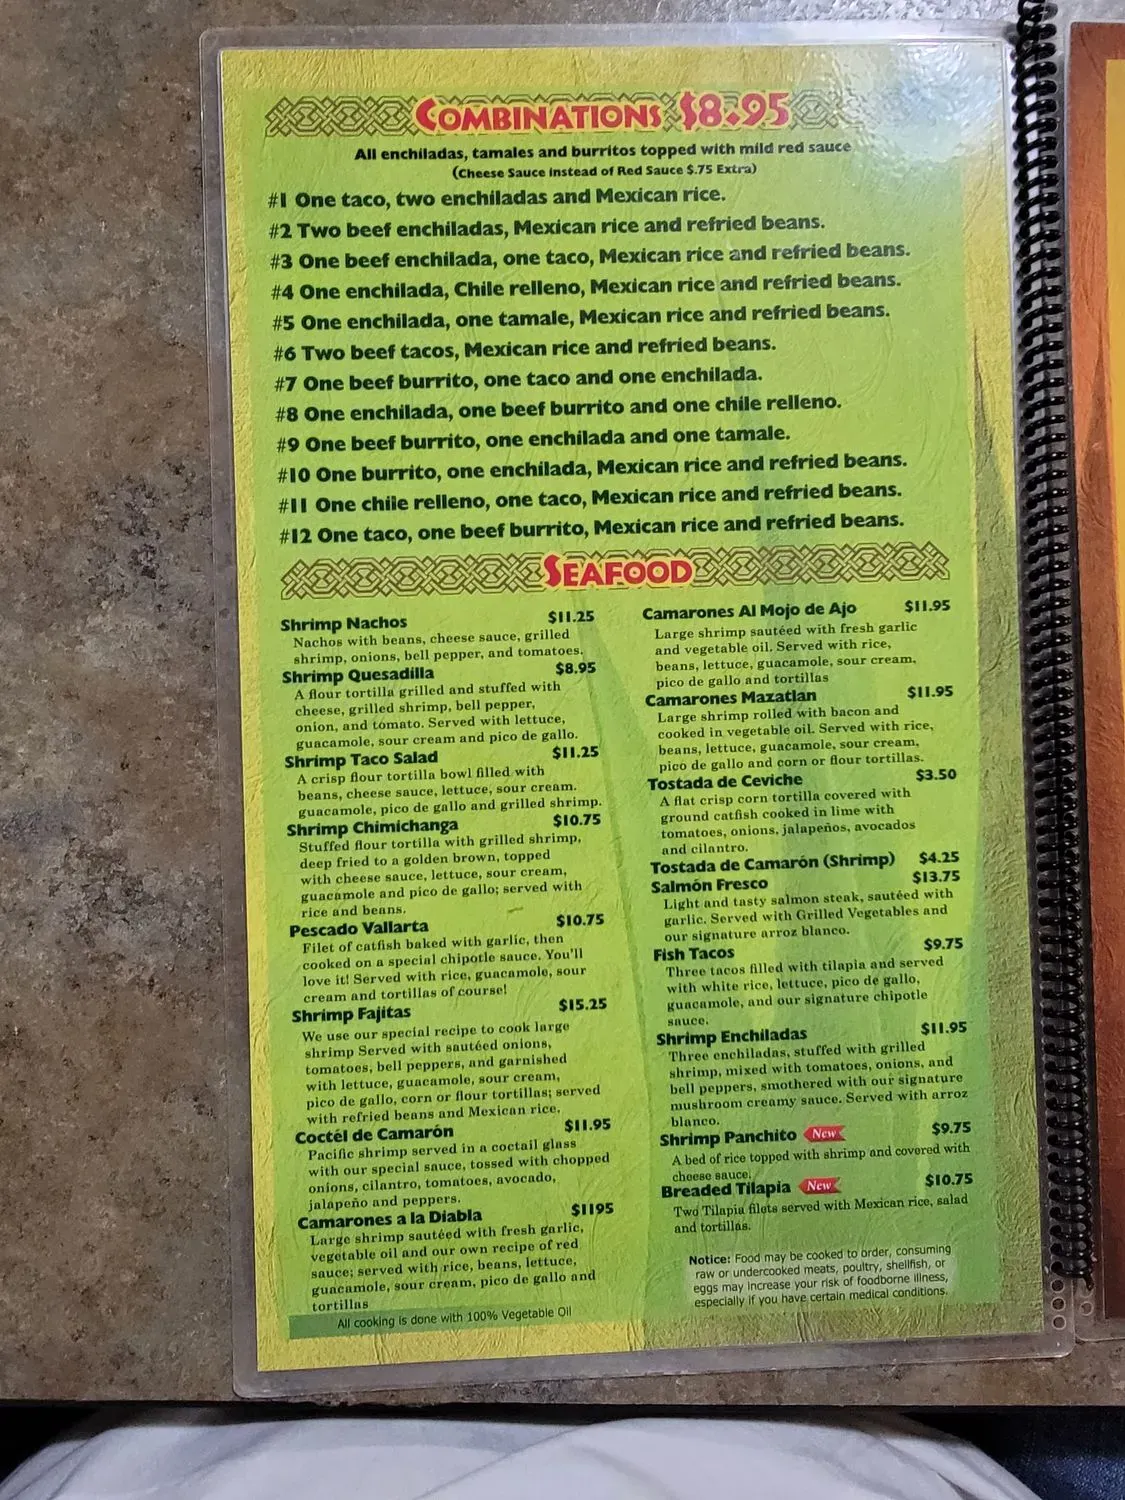 COMBINATIONS $8.95
All enchiladas, tamales and burritos topped with mild red sauce
(Cheese Sauce instead of Red Sauce $.75 Extra)
#1 One taco, two enchiladas and Mexican rice.
#2 Two beef enchiladas, Mexican rice and refried beans.
#3 One beef enchilada, one taco, Mexican rice and refried beans.
#4 One enchilada, Chile relleno, Mexican rice and refried beans.
#5 One enchilada, one tamale, Mexican rice and refried beans.
#6 Two beef tacos, Mexican rice and refried beans.
#7 One beef burrito, one taco and one enchilada.
#8 One enchilada, one beef burrito and one chile relleno.
#9 One beef burrito, one enchilada and one tamale.
#10 One burrito, one enchilada, Mexican rice and refried beans.
#11 One chile relleno, one taco, Mexican rice and refried beans.
#12 One taco, one beef burrito, Mexican rice and refried beans.
SEAFOOD
Shrimp Nachos $11.25
Nachos with beans, cheese sauce, grilled
shrimp, onions, bell pepper, and tomatoes.
Shrimp Quesadilla $8.95
A flour tortilla grilled and stuffed with
cheese, grilled shrimp, bell pepper,
onion, and tomato. Served with lettuce,
guacamole, sour cream and pico de gallo.
Shrimp Taco Salad $11.25
A crisp flour tortilla bowl filled with
beans, cheese sauce, lettuce, sour cream.
guacamole, pico de gallo and grilled shrimp.
Shrimp Chimichanga $10.75
Stuffed flour tortilla with grilled shrimp,
deep fried to a golden brown, topped
with cheese sauce, lettuce, sour cream,
guacamole and pico de gallo; served with
rice and beans.
Pescado Vallarta $10.75
Filet of catfish baked with garlic, then
cooked on a special chipotle sauce. You'll
love it! Served with rice, guacamole, sour
cream and tortillas of course!
Shrimp Fajitas $15.25
We use our special recipe to cook large
shrimp Served with sautéed onions,
tomatoes, bell peppers, and garnished
with lettuce, guacamole, sour cream,
pico de gallo, corn or flour tortillas; served
with refried beans and Mexican rice.
Coctél de Camarón $11.95
Pacific shrimp served in a coctail glass
with our special sauce, tossed with chopped
onions, cilantro, tomatoes, avocado,
jalapeño and peppers.
Camarones a la Diabla $1195
Large shrimp sautéed with fresh garlic,
vegetable oil and our own recipe of red
sauce; served with rice, beans, lettuce,
guacamole, sour cream, pico de gallo and
tortillas
All cooking is done with 100% Vegetable Oil
Camarones Al Mojo de Ajo $11.95
Large shrimp sautéed with fresh garlic
and vegetable oil. Served with rice,
beans, lettuce, guacamole, sour cream,
pico de gallo and tortillas
Camarones Mazatlan $11.95
Large shrimp rolled with bacon and
cooked in vegetable oil. Served with rice,
beans, lettuce, guacamole, sour cream,
pico de gallo and corn or flour tortillas.
Tostada de Ceviche $3.50
A flat crisp corn tortilla covered with
ground catfish cooked in lime with
tomatoes, onions, jalapeños, avocados
and cilantro.
Tostada de Camarón (Shrimp) $4.25
Salmón Fresco $13.75
Light and tasty salmon steak, sautéed with
garlic. Served with Grilled Vegetables and
our signature arroz blanco.
Fish Tacos $9.75
Three tacos filled with tilapia and served
with white rice, lettuce, pico de gallo,
guacamole, and our signature chipotle
sauce.
Shrimp Enchiladas $11.95
Three enchiladas, stuffed with grilled
shrimp, mixed with tomatoes, onions, and
bell peppers, smothered with our signature
mushroom creamy sauce. Served with arroz
blanco.
Shrimp Panchito New $9.75
A bed of rice topped with shrimp and covered with
cheese sauce.
Breaded Tilapia New $10.75
Two Tilapia filets served with Mexican rice, salad
and tortillas.
Notice: Food may be cooked to order, consuming
raw or undercooked meats, poultry, shellfish, or
eggs may increase your risk of foodborne illness,
especially if you have certain medical conditions.